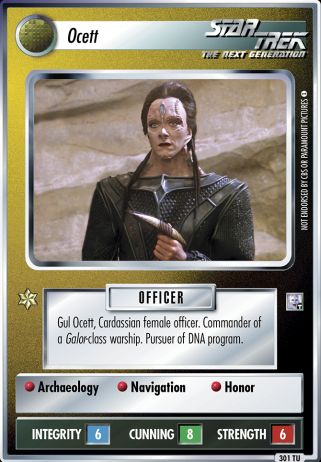 Ocett
STAR TREK
THE NEXT GENERATION
NOT ENDORSED BY CBS OR PARAMOUNT PICTURES
OFFICER
Gul Ocett, Cardassian female officer. Commander of
a Galor-class warship. Pursuer of DNA program.
Archaeology Navigation Honor
INTEGRITY 6 CUNNING 8 STRENGTH 6
301 TU